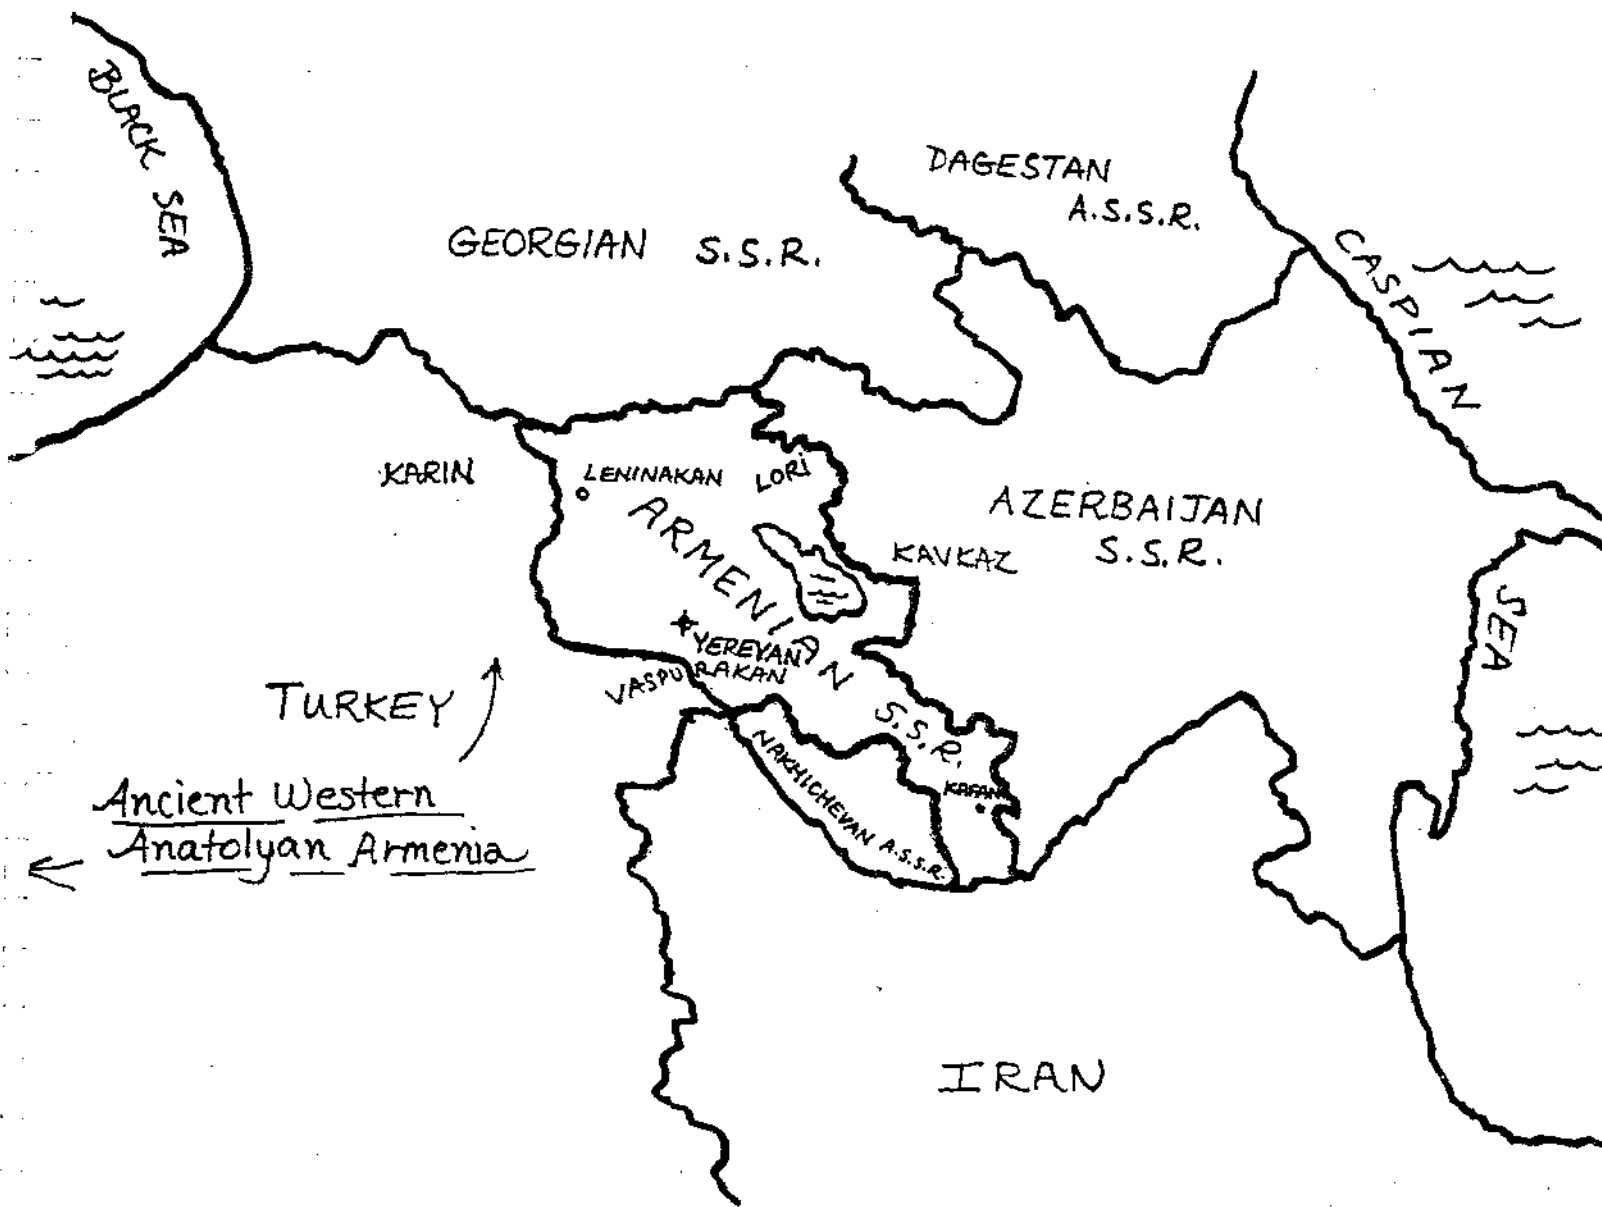 BLACK SEA
DAGESTAN
A.S.S.R.
GEORGIAN S.S.R.
CASPIAN
SEA
KARIN
LENINAKAN
LORI
ARMENIAN
S.S.R.
AZERBAIJAN
S.S.R.
KAVKAZ
YEREVAN
VASPURAKAN
TURKEY
NAKHICHEVAN A.S.S.R.
KAFAN
Ancient Western
Anatolyan Armenia
IRAN